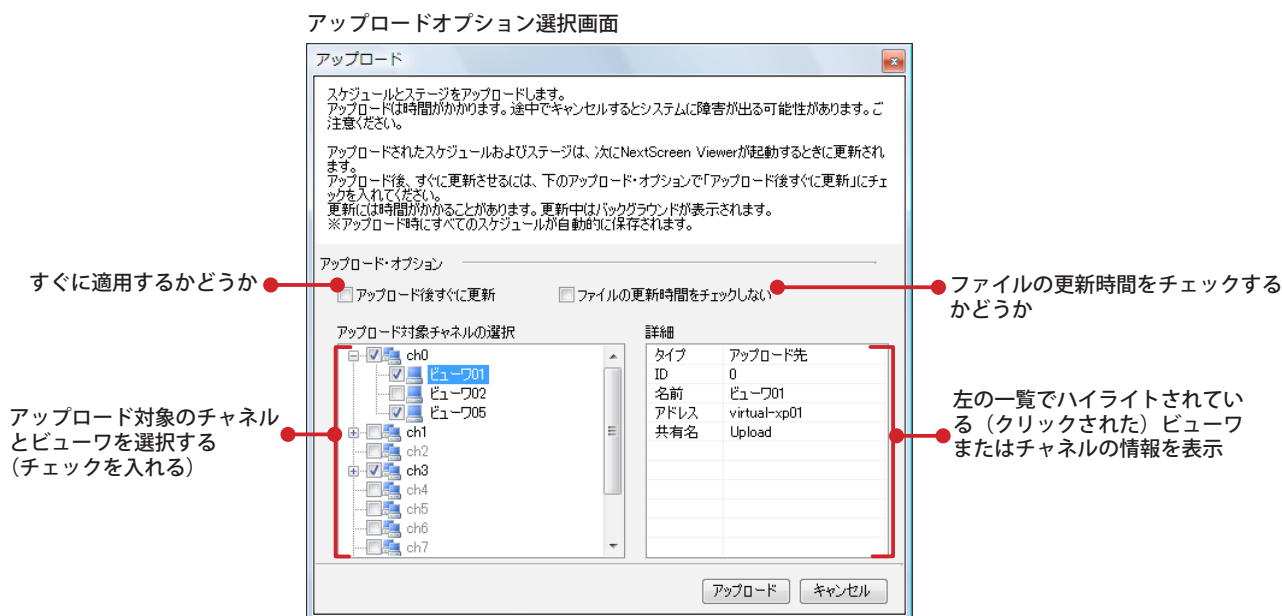 アップロードオプション選択画面
アップロード
スケジュールとステージをアップロードします。
アップロードは時間がかかります。途中でキャンセルするとシステムに障害が出る可能性があります。ご
注意ください。
アップロードされたスケジュールおよびステージは、次にNextScreen Viewerが起動するときに更新され
ます。
アップロード後、すぐに更新させるには、下のアップロード・オプションで「アップロード後すぐに更新」にチェ
ックを入れてください。
更新には時間がかかることがあります。更新中はバックグラウンドが表示されます。
※アップロード時にすべてのスケジュールが自動的に保存されます。
アップロード・オプション
すぐに適用するかどうか
アップロード後すぐに更新
ファイルの更新時間をチェックしない
ファイルの更新時間をチェックする
かどうか
アップロード対象チャネルの選択
ch0
ビューワ01
ビューワ02
ビューワ05
ch1
ch2
ch3
ch4
ch5
ch6
ch7
詳細
タイプ アップロード先
ID 0
名前 ビューワ01
アドレス virtual-xp01
共有名 Upload
アップロード対象のチャネル
とビューワを選択する
（チェックを入れる）
左の一覧でハイライトされてい
る（クリックされた）ビューワ
またはチャネルの情報を表示
アップロード
キャンセル